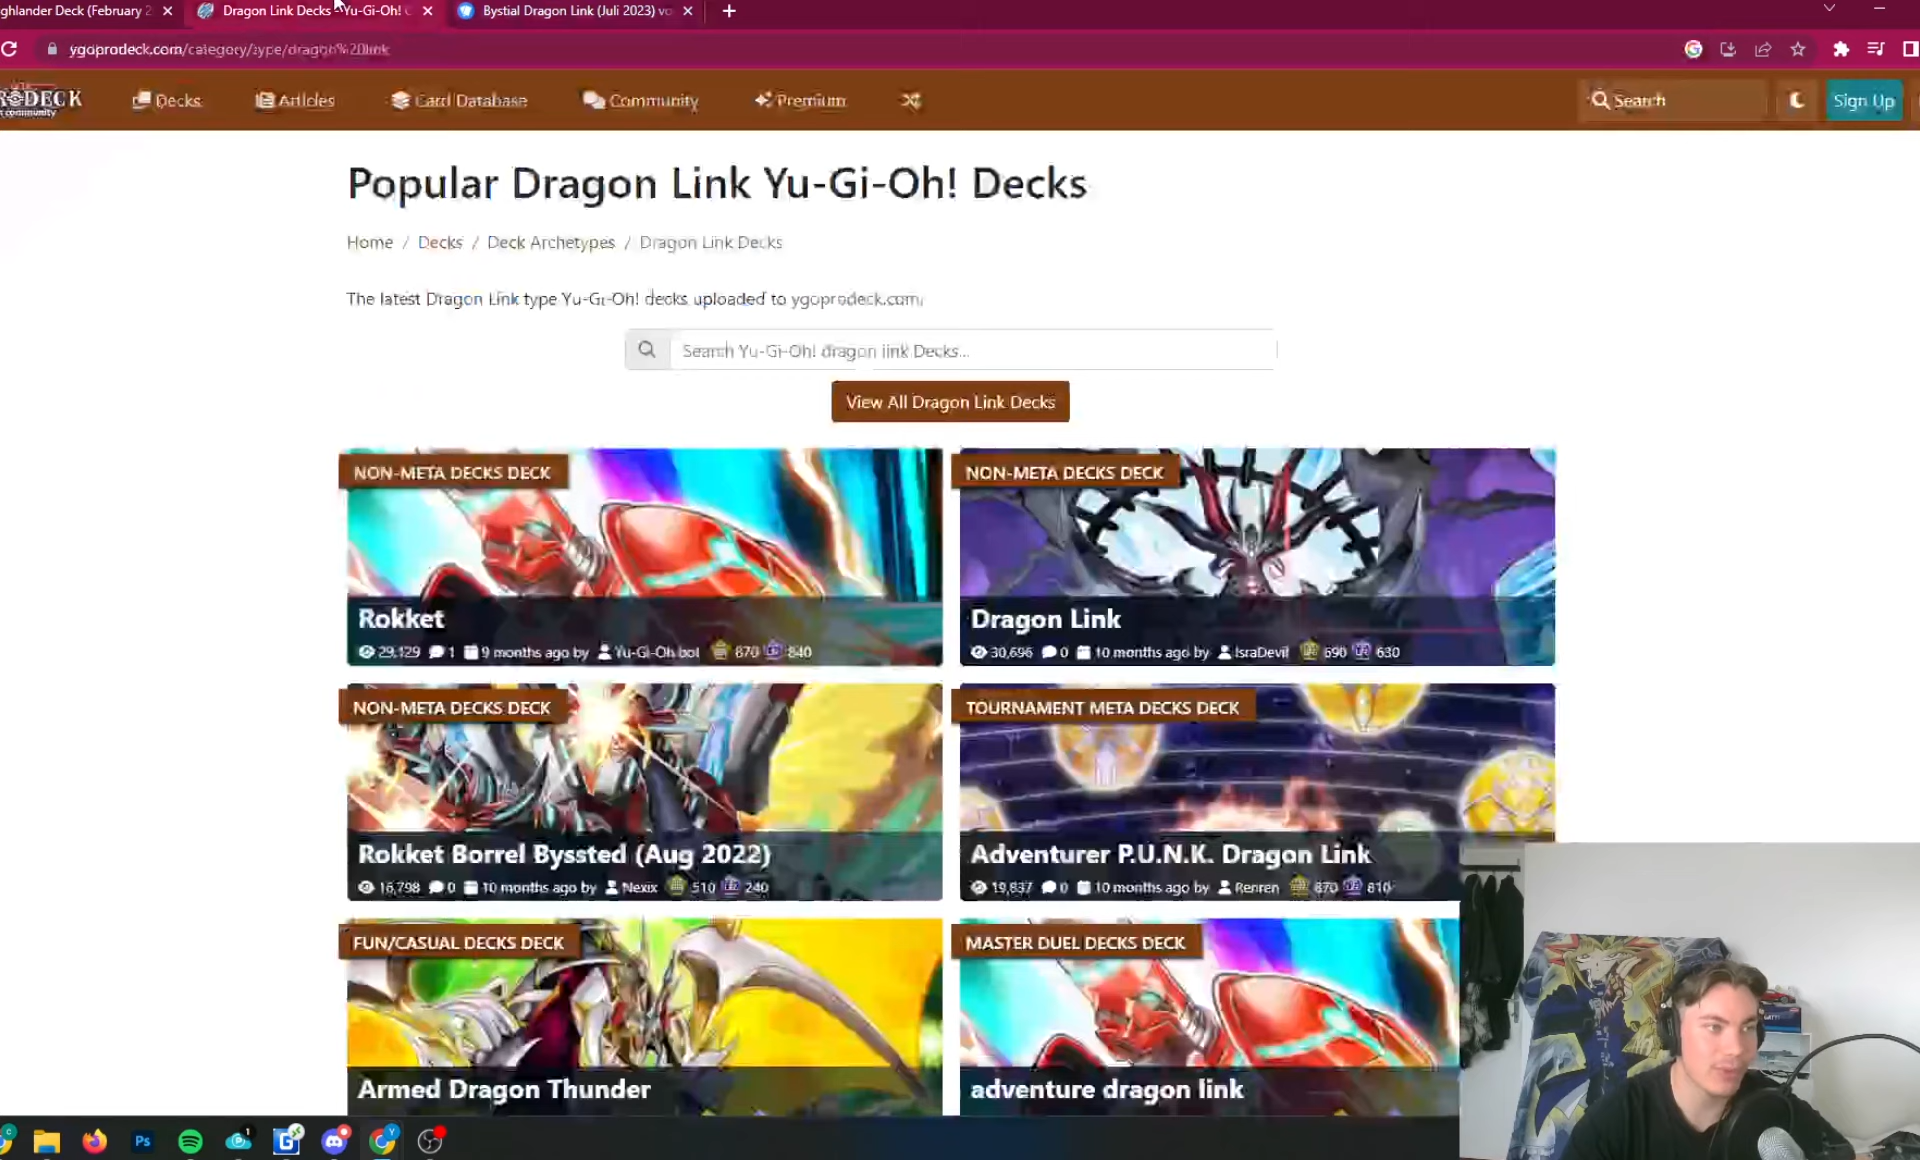 ghlander Deck (February 2
Dragon Link Decks - Yu-Gi-Oh!
Bystial Dragon Link (Juli 2023) vo
ygoprodeck.com/category/type/dragon%20link
RODECK
community
Decks
Articles
Card Database
Community
Premium
Search
Sign Up
Popular Dragon Link Yu-Gi-Oh! Decks
Home / Decks / Deck Archetypes / Dragon Link Decks
The latest Dragon Link type Yu-Gi-Oh! decks uploaded to ygoprodeck.com.
Search Yu-Gi-Oh! dragon link Decks...
View All Dragon Link Decks
NON-META DECKS DECK
Rokket
29,129 1 9 months ago by Yu-Gi-Oh bot 870 840
NON-META DECKS DECK
Dragon Link
30,696 0 10 months ago by IsraDevil 690 630
NON-META DECKS DECK
Rokket Borrel Byssted (Aug 2022)
16,798 0 10 months ago by Nexix 510 240
TOURNAMENT META DECKS DECK
Adventurer P.U.N.K. Dragon Link
19,837 0 10 months ago by Renren 870 810
FUN/CASUAL DECKS DECK
Armed Dragon Thunder
MASTER DUEL DECKS DECK
adventure dragon link
Ps